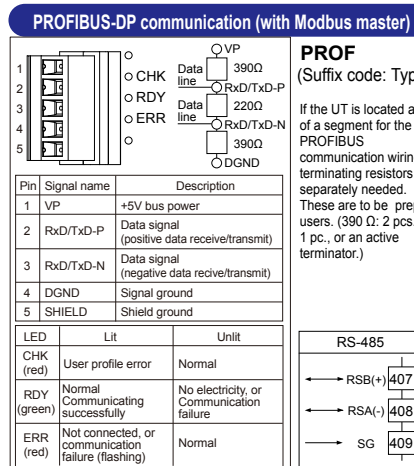 PROFIBUS-DP communication (with Modbus master)
1
2
3
4
5
CHK
RDY
ERR
VP
390Ω
Data line
RxD/TxD-P
220Ω
Data line
RxD/TxD-N
390Ω
DGND
PROF
(Suffix code: Typ
If the UT is located a
of a segment for the
PROFIBUS
communication wirin
terminating resistors
separately needed.
These are to be prep
users. (390 Ω: 2 pcs.
1 pc., or an active
terminator.)
Pin Signal name Description
1 VP +5V bus power
2 RxD/TxD-P Data signal
(positive data receive/transmit)
3 RxD/TxD-N Data signal
(negative data recive/transmit)
4 DGND Signal ground
5 SHIELD Shield ground
LED Lit Unlit
CHK (red) User profile error Normal
RDY (green) Normal Communicating successfully No electricity, or Communication failure
ERR (red) Not connected, or communication failure (flashing) Normal
RS-485
RSB(+) 407
RSA(-) 408
SG 409